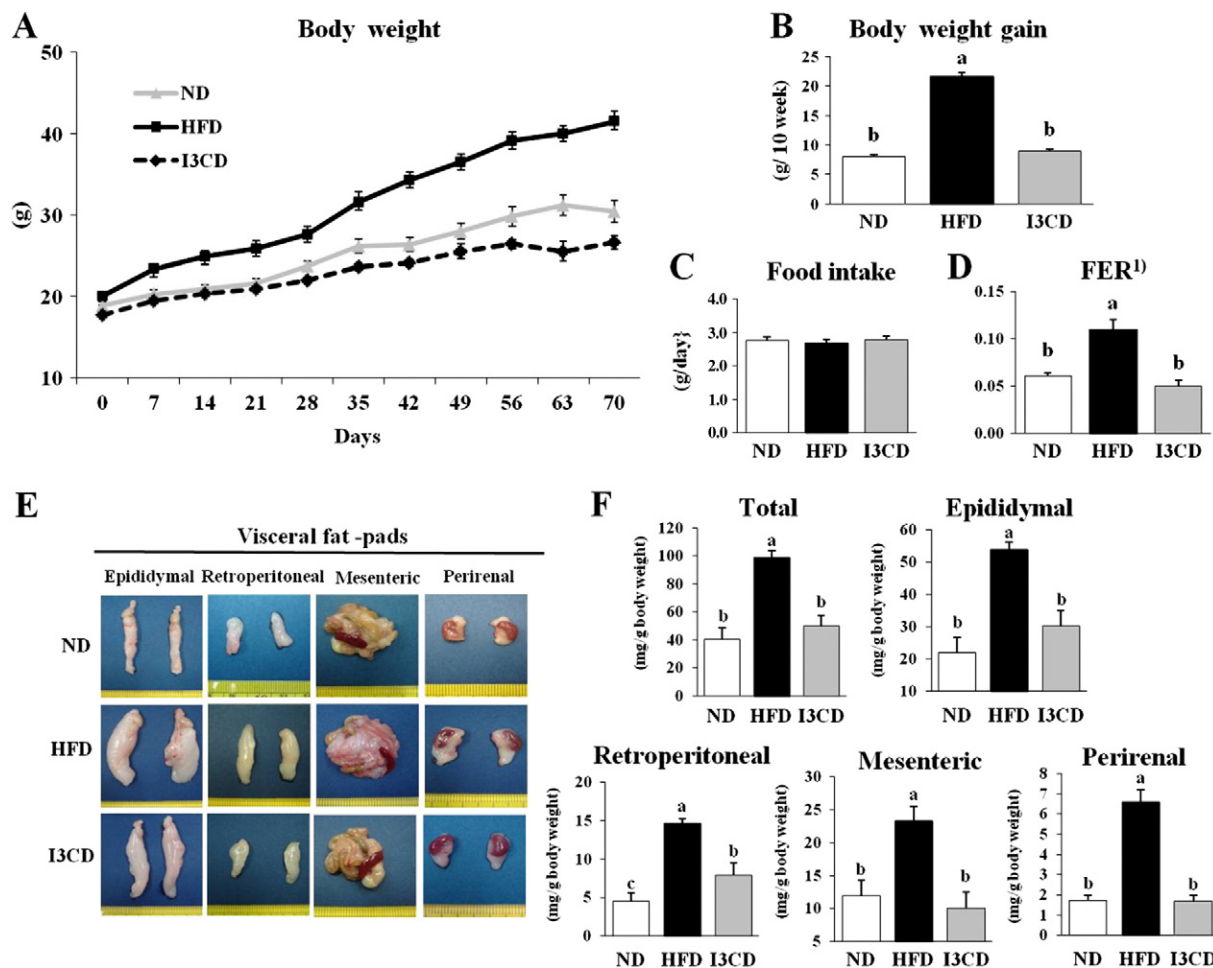 A
Body weight
50
40
30
20
10
(g)
ND
HFD
I3CD
0 7 14 21 28 35 42 49 56 63 70
Days
B
Body weight gain
25
20
15
10
5
0
(g/ 10 week)
b
a
b
ND HFD I3CD
C
Food intake
5.0
4.0
3.0
2.0
1.0
0.0
(g/day}
ND HFD I3CD
D
FER1)
0.15
0.10
0.05
0.00
b
a
b
ND HFD I3CD
E
Visceral fat -pads
Epididymal Retroperitoneal Mesenteric Perirenal
ND
HFD
I3CD
F
Total
120
100
80
60
40
20
0
(mg/g body weight)
b
a
b
ND HFD I3CD
Epididymal
60
50
40
30
20
10
(mg/g body weight)
b
a
b
ND HFD I3CD
Retroperitoneal
15
10
5
0
(mg/g body weight)
c
a
b
ND HFD I3CD
Mesenteric
30
25
20
15
10
5
(mg/g body weight)
b
a
b
ND HFD I3CD
Perirenal
8
7
6
5
4
3
2
1
0
(mg/g body weight)
b
a
b
ND HFD I3CD